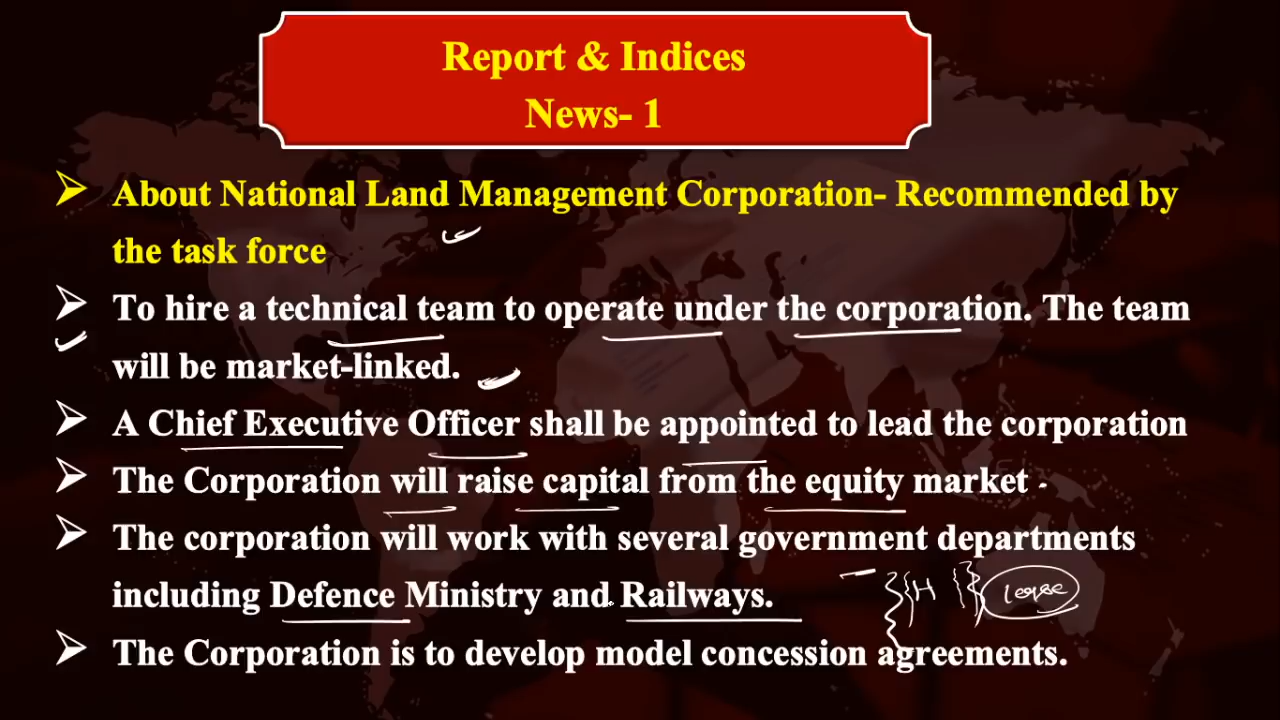 Report & Indices
News- 1
About National Land Management Corporation- Recommended by
the task force
To hire a technical team to operate under the corporation. The team
will be market-linked.
A Chief Executive Officer shall be appointed to lead the corporation
The Corporation will raise capital from the equity market
The corporation will work with several government departments
including Defence Ministry and Railways.
H
lease
The Corporation is to develop model concession agreements.